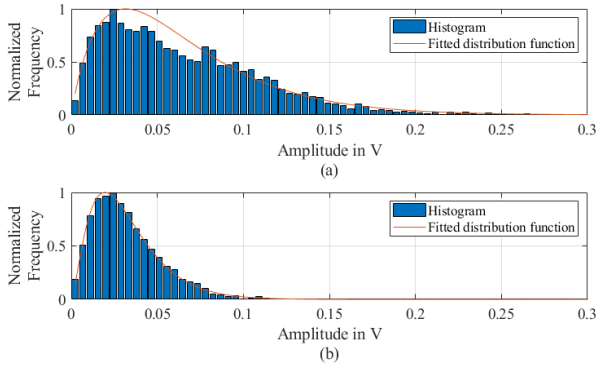 1
0.5
0
Normalized
Frequency
Histogram
Fitted distribution function
0 0.05 0.1 0.15 0.2 0.25 0.3
Amplitude in V
(a)
1
0.5
0
Normalized
Frequency
Histogram
Fitted distribution function
0 0.05 0.1 0.15 0.2 0.25 0.3
Amplitude in V
(b)